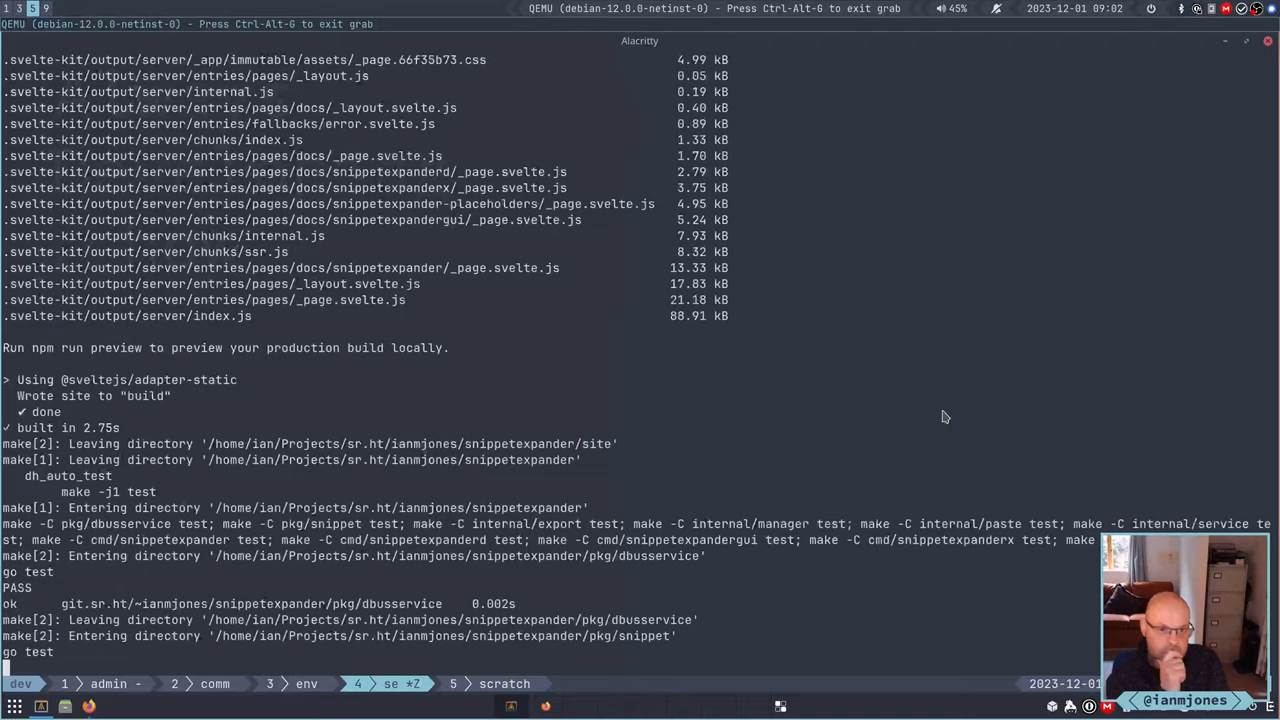 1 3 5 9
QEMU (debian-12.0.0-netinst-0) - Press Ctrl-Alt-G to exit grab
45%
2023-12-01 09:02
QEMU (debian-12.0.0-netinst-0) - Press Ctrl-Alt-G to exit grab
Alacritty
.svelte-kit/output/server/_app/immutable/assets/_page.66f35b73.css 4.99 kB
.svelte-kit/output/server/entries/pages/_layout.js 0.05 kB
.svelte-kit/output/server/internal.js 0.19 kB
.svelte-kit/output/server/entries/pages/docs/_layout.svelte.js 0.40 kB
.svelte-kit/output/server/entries/fallbacks/error.svelte.js 0.89 kB
.svelte-kit/output/server/chunks/index.js 1.33 kB
.svelte-kit/output/server/entries/pages/docs/_page.svelte.js 1.70 kB
.svelte-kit/output/server/entries/pages/docs/snippetexpanderd/_page.svelte.js 2.79 kB
.svelte-kit/output/server/entries/pages/docs/snippetexpanderx/_page.svelte.js 3.75 kB
.svelte-kit/output/server/entries/pages/docs/snippetexpander-placeholders/_page.svelte.js 4.95 kB
.svelte-kit/output/server/entries/pages/docs/snippetexpandergui/_page.svelte.js 5.24 kB
.svelte-kit/output/server/chunks/internal.js 7.93 kB
.svelte-kit/output/server/chunks/ssr.js 8.32 kB
.svelte-kit/output/server/entries/pages/docs/snippetexpander/_page.svelte.js 13.33 kB
.svelte-kit/output/server/entries/pages/_layout.svelte.js 17.83 kB
.svelte-kit/output/server/entries/pages/_page.svelte.js 21.18 kB
.svelte-kit/output/server/index.js 88.91 kB
Run npm run preview to preview your production build locally.
> Using @sveltejs/adapter-static
Wrote site to "build"
✔ done
✓ built in 2.75s
make[2]: Leaving directory '/home/ian/Projects/sr.ht/ianmjones/snippetexpander/site'
make[1]: Leaving directory '/home/ian/Projects/sr.ht/ianmjones/snippetexpander'
dh_auto_test
make -j1 test
make[1]: Entering directory '/home/ian/Projects/sr.ht/ianmjones/snippetexpander'
make -C pkg/dbusservice test; make -C pkg/snippet test; make -C internal/export test; make -C internal/manager test; make -C internal/paste test; make -C internal/service te
st; make -C cmd/snippetexpander test; make -C cmd/snippetexpanderd test; make -C cmd/snippetexpandergui test; make -C cmd/snippetexpanderx test; make
make[2]: Entering directory '/home/ian/Projects/sr.ht/ianmjones/snippetexpander/pkg/dbusservice'
go test
PASS
ok git.sr.ht/~ianmjones/snippetexpander/pkg/dbusservice 0.002s
make[2]: Leaving directory '/home/ian/Projects/sr.ht/ianmjones/snippetexpander/pkg/dbusservice'
make[2]: Entering directory '/home/ian/Projects/sr.ht/ianmjones/snippetexpander/pkg/snippet'
go test
dev 1 admin - 2 comm 3 env 4 se *Z 5 scratch 2023-12-01
@ianmjones